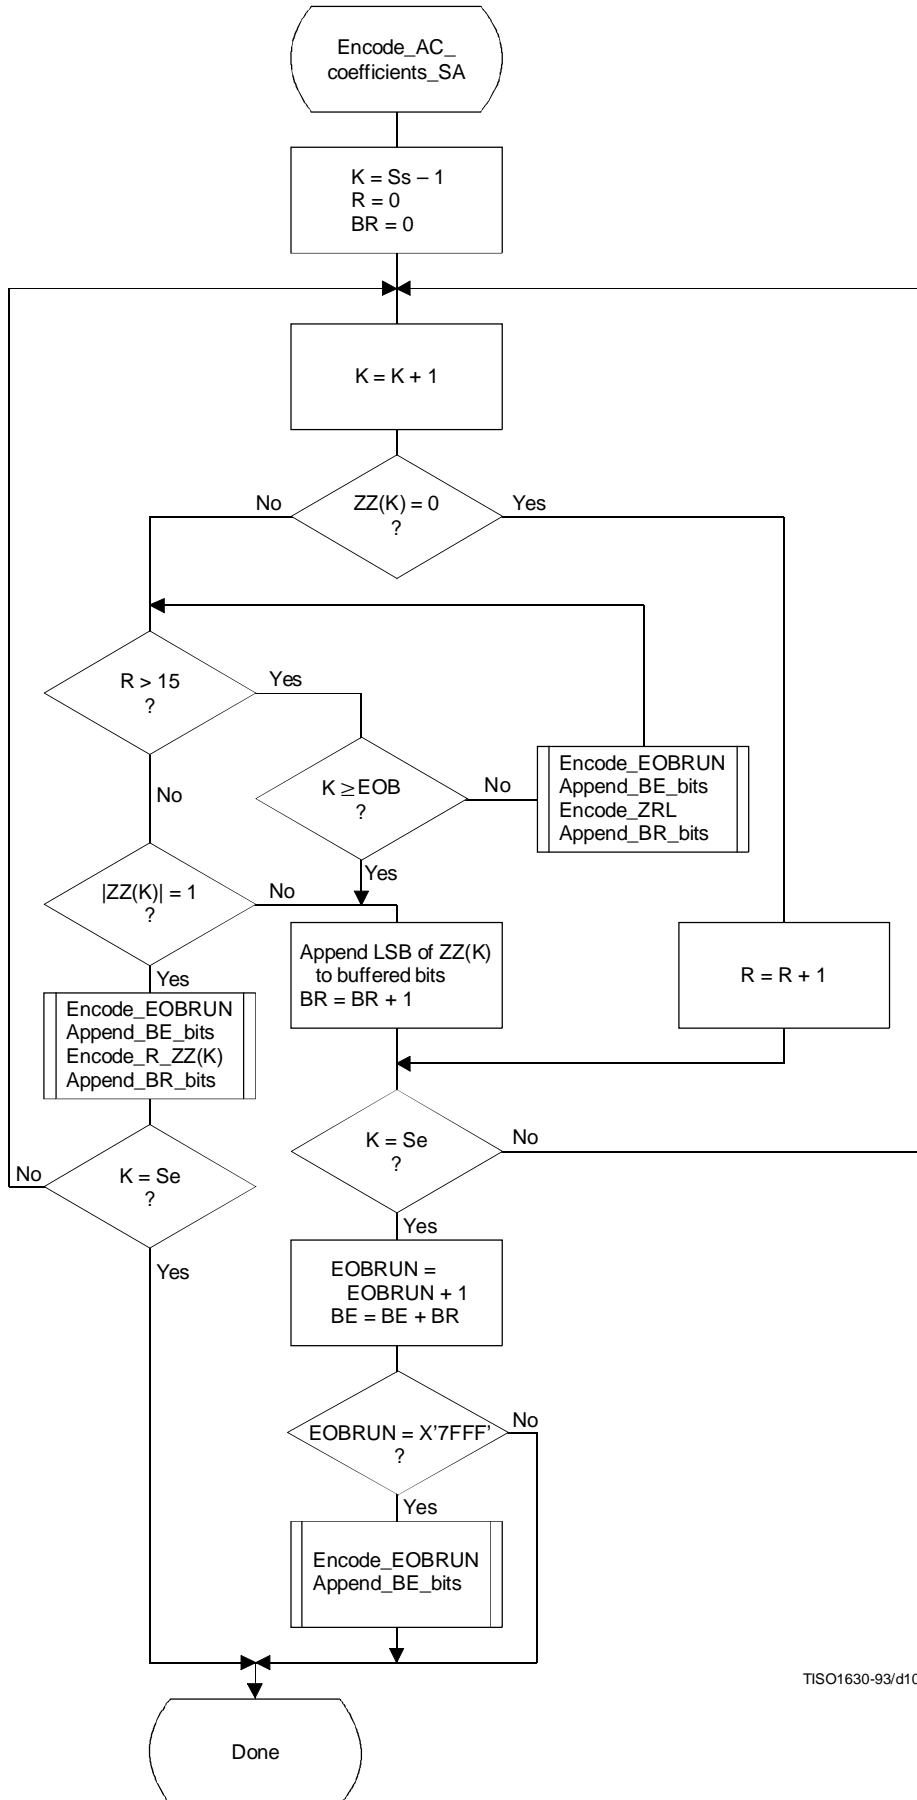 Encode_AC_
coefficients_SA
K = Ss – 1
R = 0
BR = 0
K = K + 1
No
ZZ(K) = 0
?
Yes
R > 15
?
Yes
No
K ≥EOB
?
No
Yes
Encode_EOBRUN
Append_BE_bits
Encode_ZRL
Append_BR_bits
|ZZ(K)| = 1
?
No
Yes
Append LSB of ZZ(K)
to buffered bits
BR = BR + 1
R = R + 1
Encode_EOBRUN
Append_BE_bits
Encode_R_ZZ(K)
Append_BR_bits
No
K = Se
?
Yes
K = Se
?
No
Yes
EOBRUN =
EOBRUN + 1
BE = BE + BR
EOBRUN = X'7FFF'
?
No
Yes
Encode_EOBRUN
Append_BE_bits
TISO1630-93/d10
Done